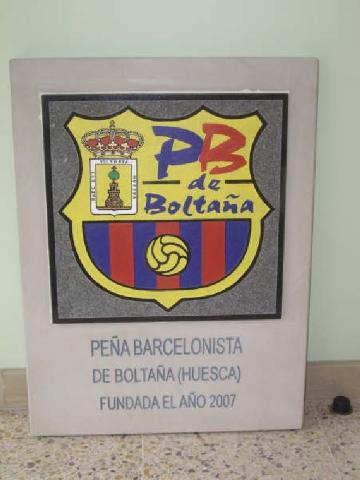 PB
de
Boltaña
PEÑA BARCELONISTA
DE BOLTAÑA (HUESCA)
FUNDADA EL AÑO 2007